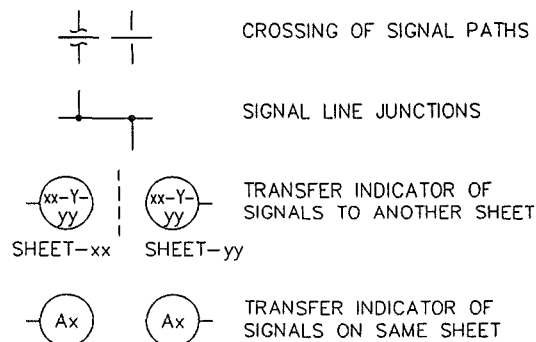 CROSSING OF SIGNAL PATHS
SIGNAL LINE JUNCTIONS
xx-Y-
yy
xx-Y-
yy
TRANSFER INDICATOR OF
SIGNALS TO ANOTHER SHEET
SHEET-xx
SHEET-yy
Ax
Ax
TRANSFER INDICATOR OF
SIGNALS ON SAME SHEET